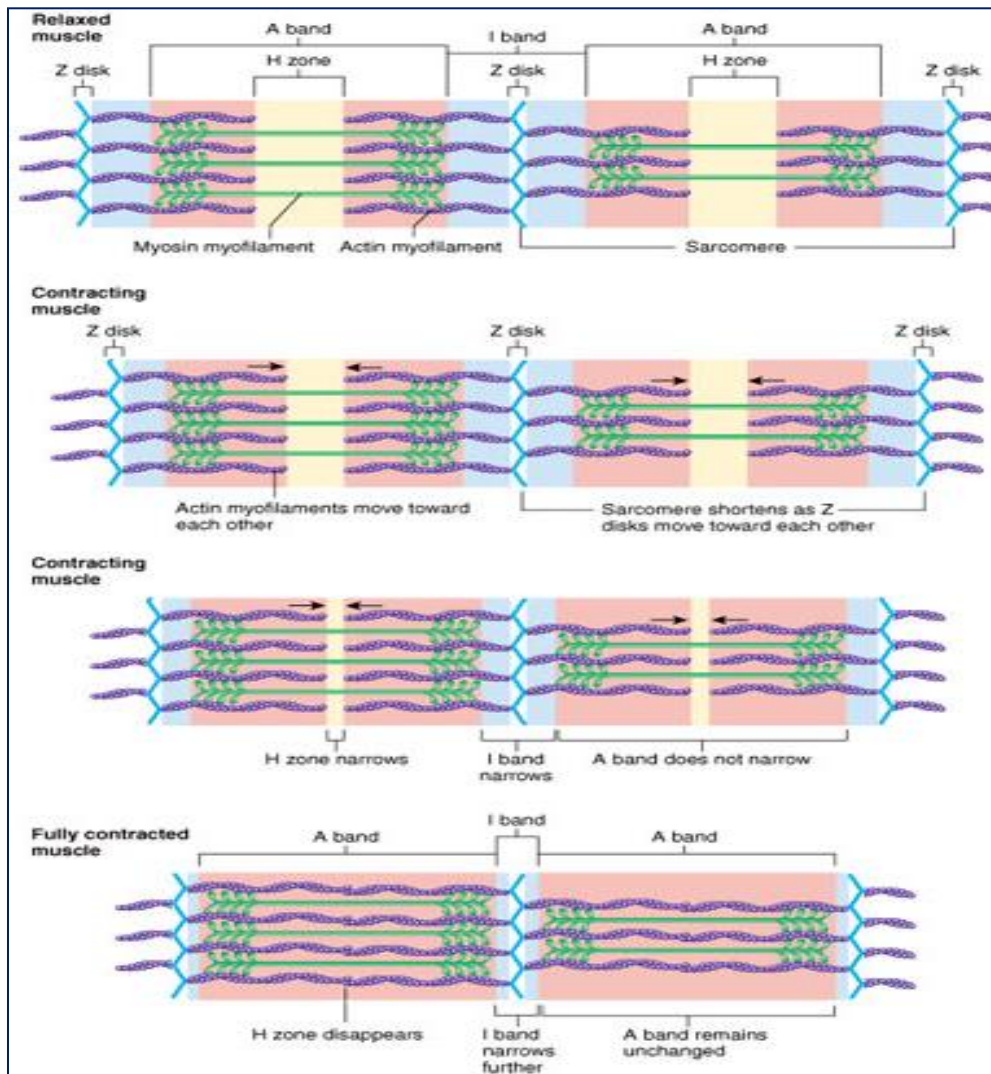 Relaxed
muscle
A band
I band
A band
Z disk
H zone
Z disk
H zone
Z disk
Myosin myofilament
Actin myofilament
Sarcomere
Contracting
muscle
Z disk
Z disk
Z disk
Actin myofilaments move toward
each other
Sarcomere shortens as Z
disks move toward each other
Contracting
muscle
H zone narrows
I band
narrows
A band does not narrow
Fully contracted
muscle
A band
I band
A band
H zone disappears
I band
narrows
further
A band remains
unchanged